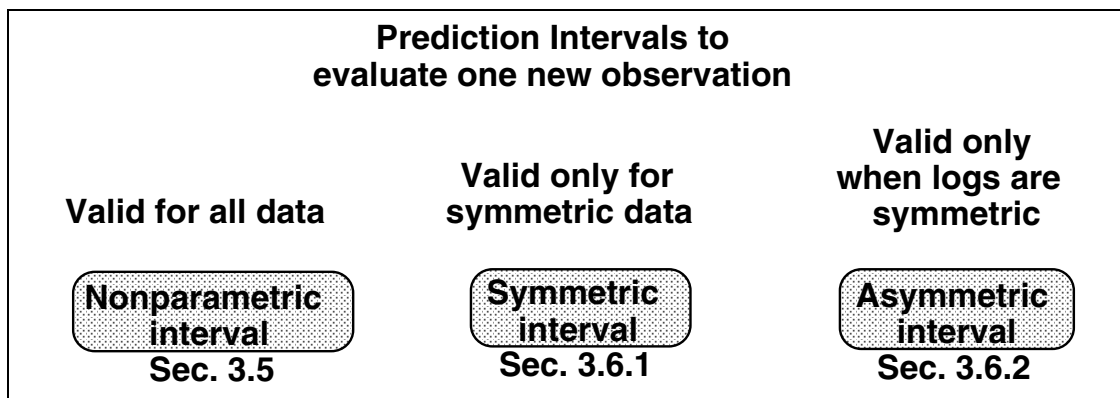 Prediction Intervals to
evaluate one new observation
Valid for all data
Nonparametric
interval
Sec. 3.5
Valid only for
symmetric data
Symmetric
interval
Sec. 3.6.1
Valid only
when logs are
symmetric
Asymmetric
interval
Sec. 3.6.2